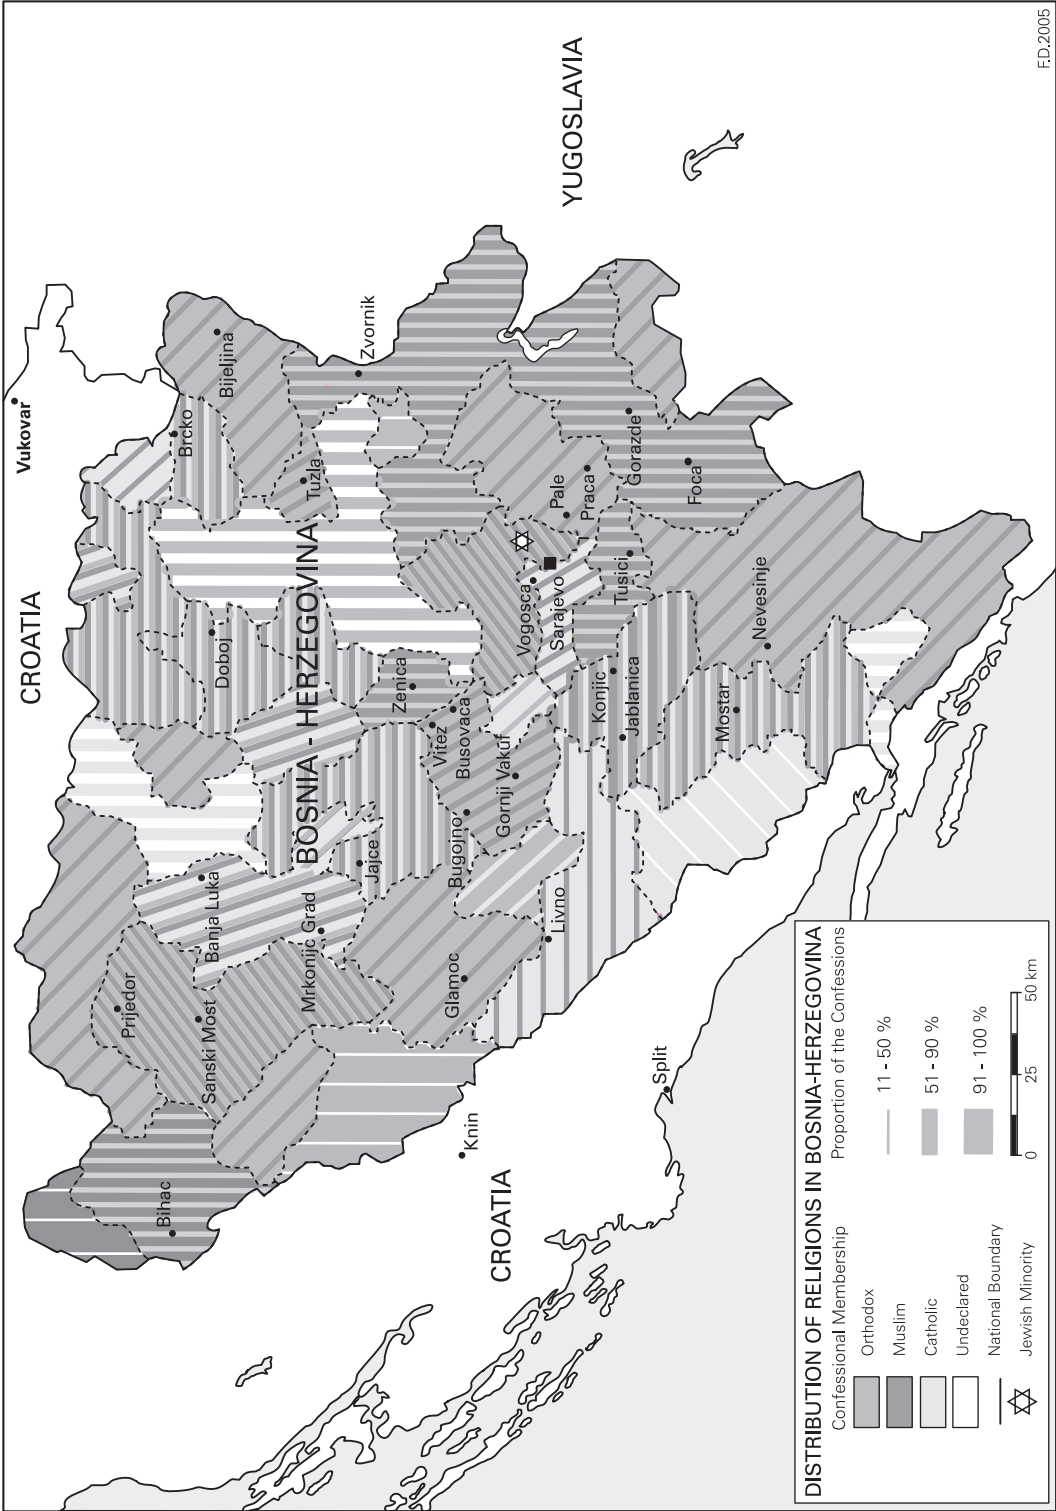 Vukovar
CROATIA
YUGOSLAVIA
Bijeljina
Brcko
Zvornik
Tuzla
Doboj
BOSNIA - HERZEGOVINA
Banja Luka
Prijedor
Sanski Most
Bihac
Mrkonjic Grad
Jajce
Zenica
Vitez
Busovaca
Bugojno
Gornji Vakuf
Glamoc
Livno
Vogosca
Sarajevo
Pale
Praca
Gorazde
Foca
Tusici
Konjic
Jablanica
Mostar
Nevesinje
Knin
Split
CROATIA
DISTRIBUTION OF RELIGIONS IN BOSNIA-HERZEGOVINA
Confessional Membership
Orthodox
Muslim
Catholic
Undeclared
National Boundary
Jewish Minority
Proportion of the Confessions
11 - 50 %
51 - 90 %
91 - 100 %
0 25 50 km
F.D.2005